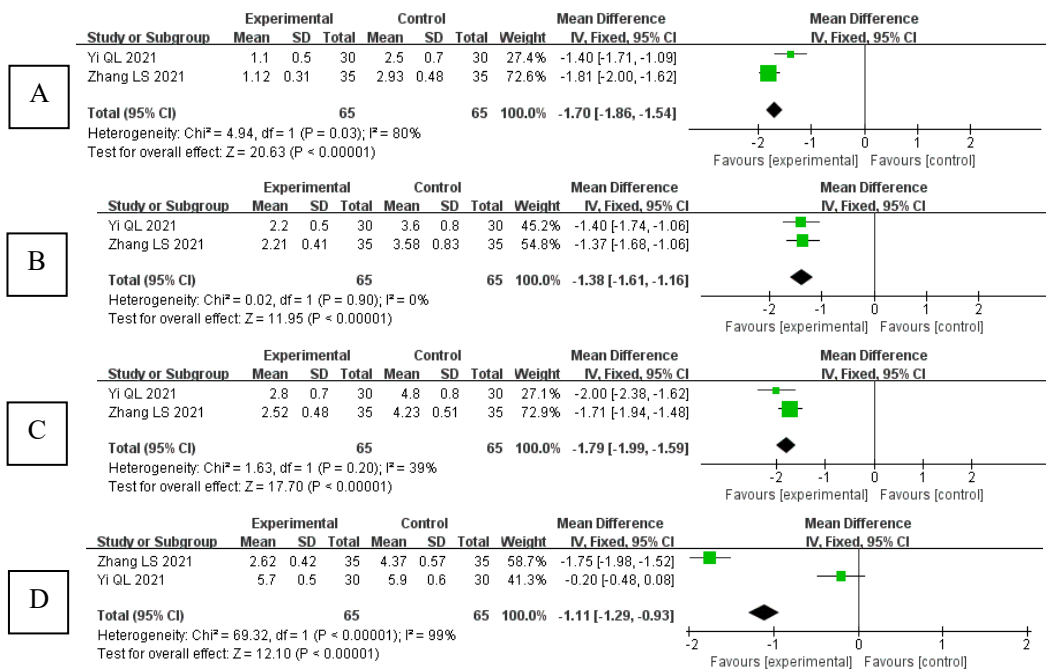 A
Experimental Control Mean Difference Mean Difference
Study or Subgroup Mean SD Total Mean SD Total Weight IV, Fixed, 95% CI IV, Fixed, 95% CI
Yi QL 2021 1.1 0.5 30 2.5 0.7 30 27.4% -1.40 [-1.71, -1.09]
Zhang LS 2021 1.12 0.31 35 2.93 0.48 35 72.6% -1.81 [-2.00, -1.62]
Total (95% CI) 65 65 100.0% -1.70 [-1.86, -1.54]
Heterogeneity: Chi² = 4.94, df = 1 (P = 0.03); I² = 80%
Test for overall effect: Z = 20.63 (P < 0.00001)
-2 -1 0 1 2
Favours [experimental] Favours [control]
B
Experimental Control Mean Difference Mean Difference
Study or Subgroup Mean SD Total Mean SD Total Weight IV, Fixed, 95% CI IV, Fixed, 95% CI
Yi QL 2021 2.2 0.5 30 3.6 0.8 30 45.2% -1.40 [-1.74, -1.06]
Zhang LS 2021 2.21 0.41 35 3.58 0.83 35 54.8% -1.37 [-1.68, -1.06]
Total (95% CI) 65 65 100.0% -1.38 [-1.61, -1.16]
Heterogeneity: Chi² = 0.02, df = 1 (P = 0.90); I² = 0%
Test for overall effect: Z = 11.95 (P < 0.00001)
-2 -1 0 1 2
Favours [experimental] Favours [control]
C
Experimental Control Mean Difference Mean Difference
Study or Subgroup Mean SD Total Mean SD Total Weight IV, Fixed, 95% CI IV, Fixed, 95% CI
Yi QL 2021 2.8 0.7 30 4.8 0.8 30 27.1% -2.00 [-2.38, -1.62]
Zhang LS 2021 2.52 0.48 35 4.23 0.51 35 72.9% -1.71 [-1.94, -1.48]
Total (95% CI) 65 65 100.0% -1.79 [-1.99, -1.59]
Heterogeneity: Chi² = 1.63, df = 1 (P = 0.20); I² = 39%
Test for overall effect: Z = 17.70 (P < 0.00001)
-2 -1 0 1 2
Favours [experimental] Favours [control]
D
Experimental Control Mean Difference Mean Difference
Study or Subgroup Mean SD Total Mean SD Total Weight IV, Fixed, 95% CI IV, Fixed, 95% CI
Zhang LS 2021 2.62 0.42 35 4.37 0.57 35 58.7% -1.75 [-1.98, -1.52]
Yi QL 2021 5.7 0.5 30 5.9 0.6 30 41.3% -0.20 [-0.48, 0.08]
Total (95% CI) 65 65 100.0% -1.11 [-1.29, -0.93]
Heterogeneity: Chi² = 69.32, df = 1 (P < 0.00001); I² = 99%
Test for overall effect: Z = 12.10 (P < 0.00001)
-2 -1 0 1 2
Favours [experimental] Favours [control]